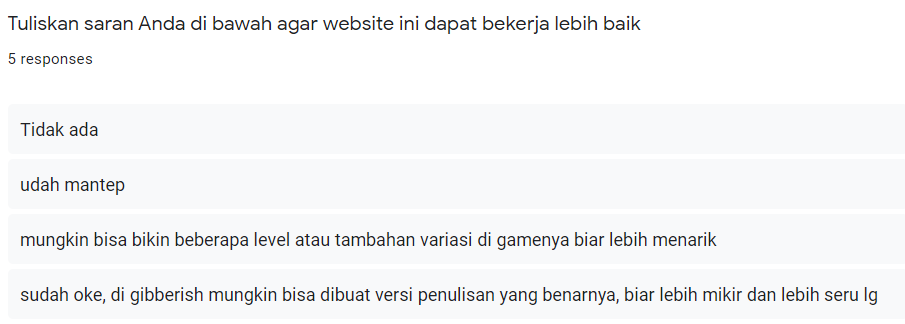 Tuliskan saran Anda di bawah agar website ini dapat bekerja lebih baik
5 responses
Tidak ada
udah mantep
mungkin bisa bikin beberapa level atau tambahan variasi di gamenya biar lebih menarik
sudah oke, di gibberish mungkin bisa dibuat versi penulisan yang benarnya, biar lebih mikir dan lebih seru lg